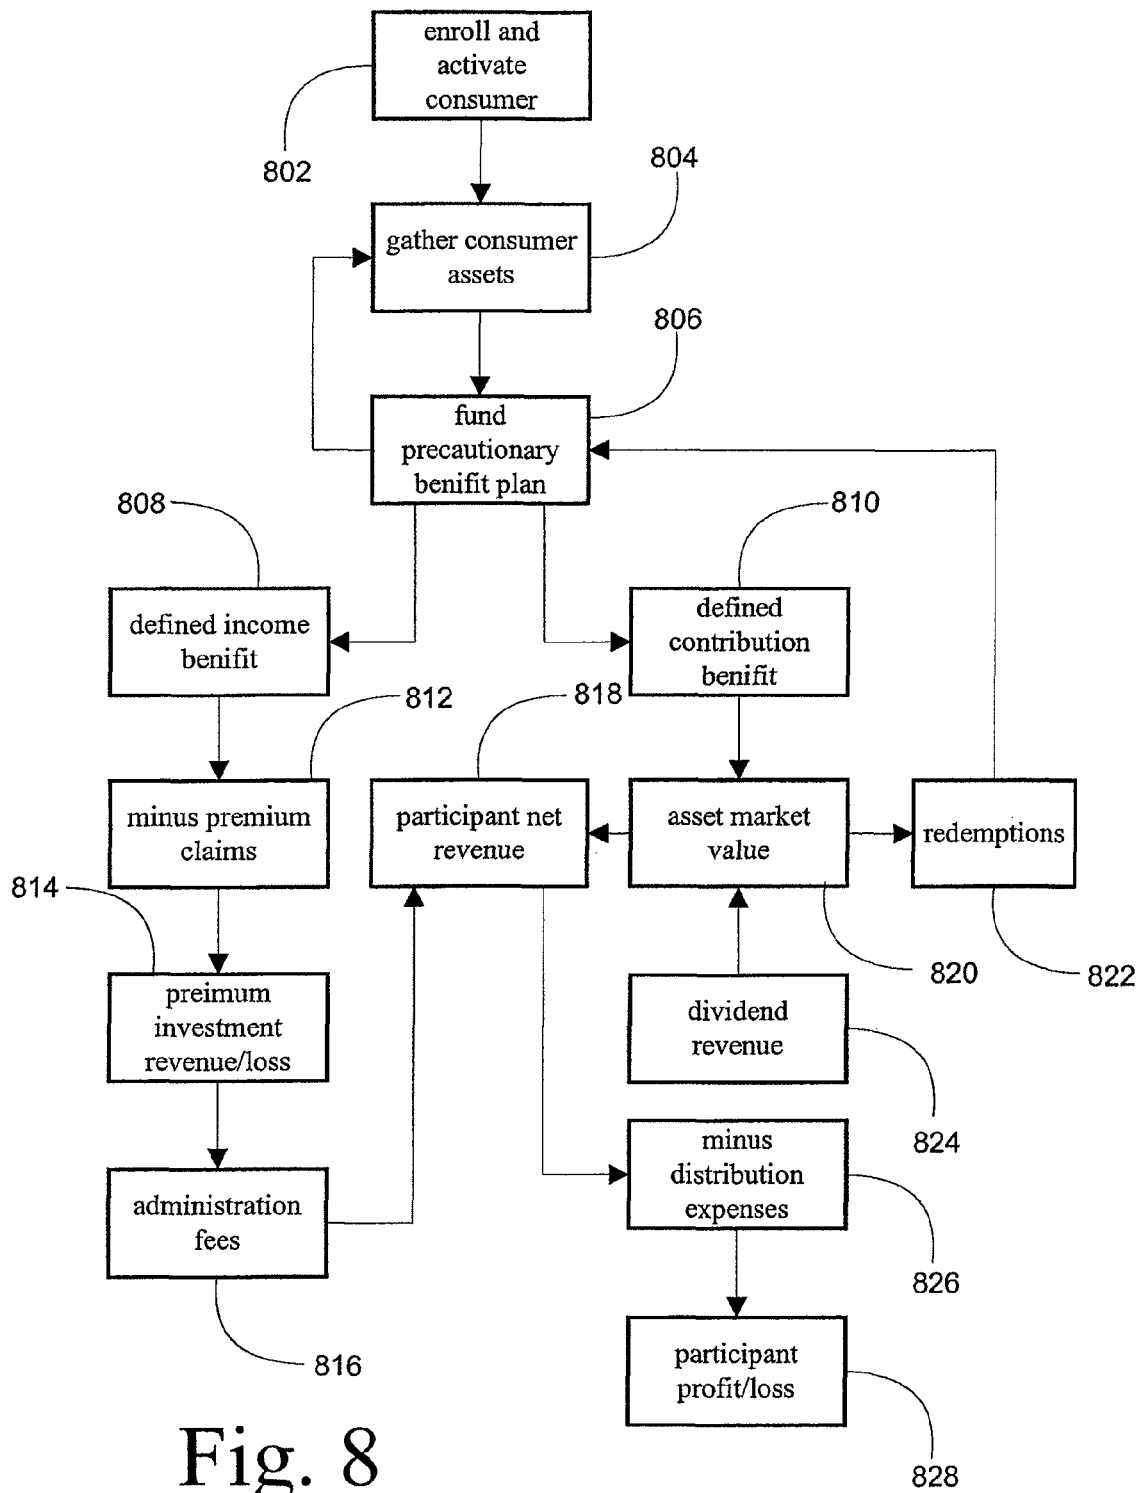 enroll and
activate
consumer
802
804
gather consumer
assets
806
fund
precautionary
benifit plan
808
810
defined income
benifit
defined
contribution
benifit
812
818
minus premium
claims
participant net
revenue
asset market
value
redemptions
814
820
822
preimum
investment
revenue/loss
dividend
revenue
824
minus
distribution
expenses
administration
fees
826
816
participant
profit/loss
828
Fig. 8